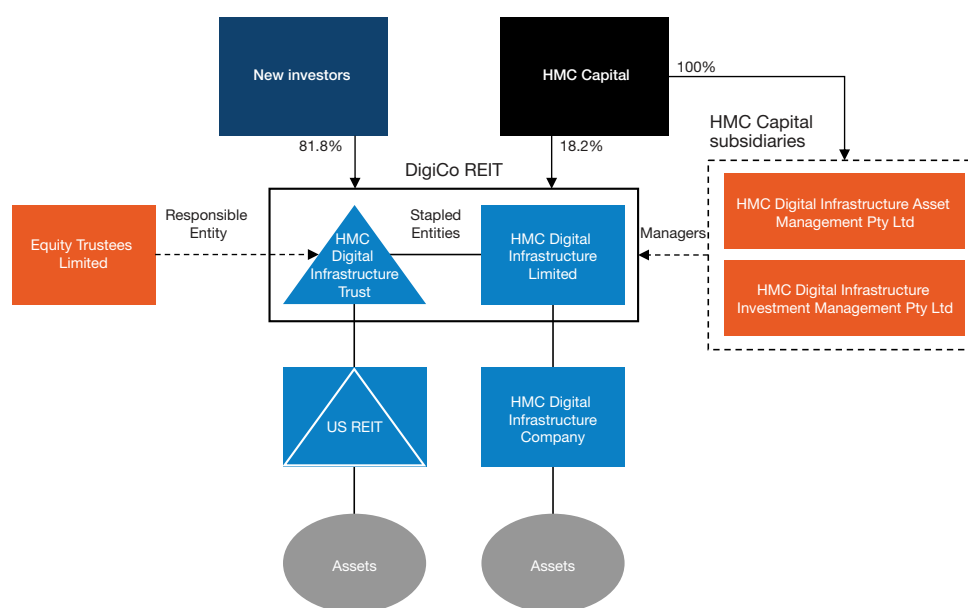 New investors
HMC Capital
100%
81.8%
18.2%
HMC Capital
subsidiaries
DigiCo REIT
Equity Trustees
Limited
Responsible
Entity
HMC
Digital
Infrastructure
Trust
Stapled
Entities
HMC Digital
Infrastructure
Limited
Managers
HMC Digital Infrastructure Asset
Management Pty Ltd
HMC Digital Infrastructure
Investment Management Pty Ltd
US REIT
HMC Digital
Infrastructure
Company
Assets
Assets